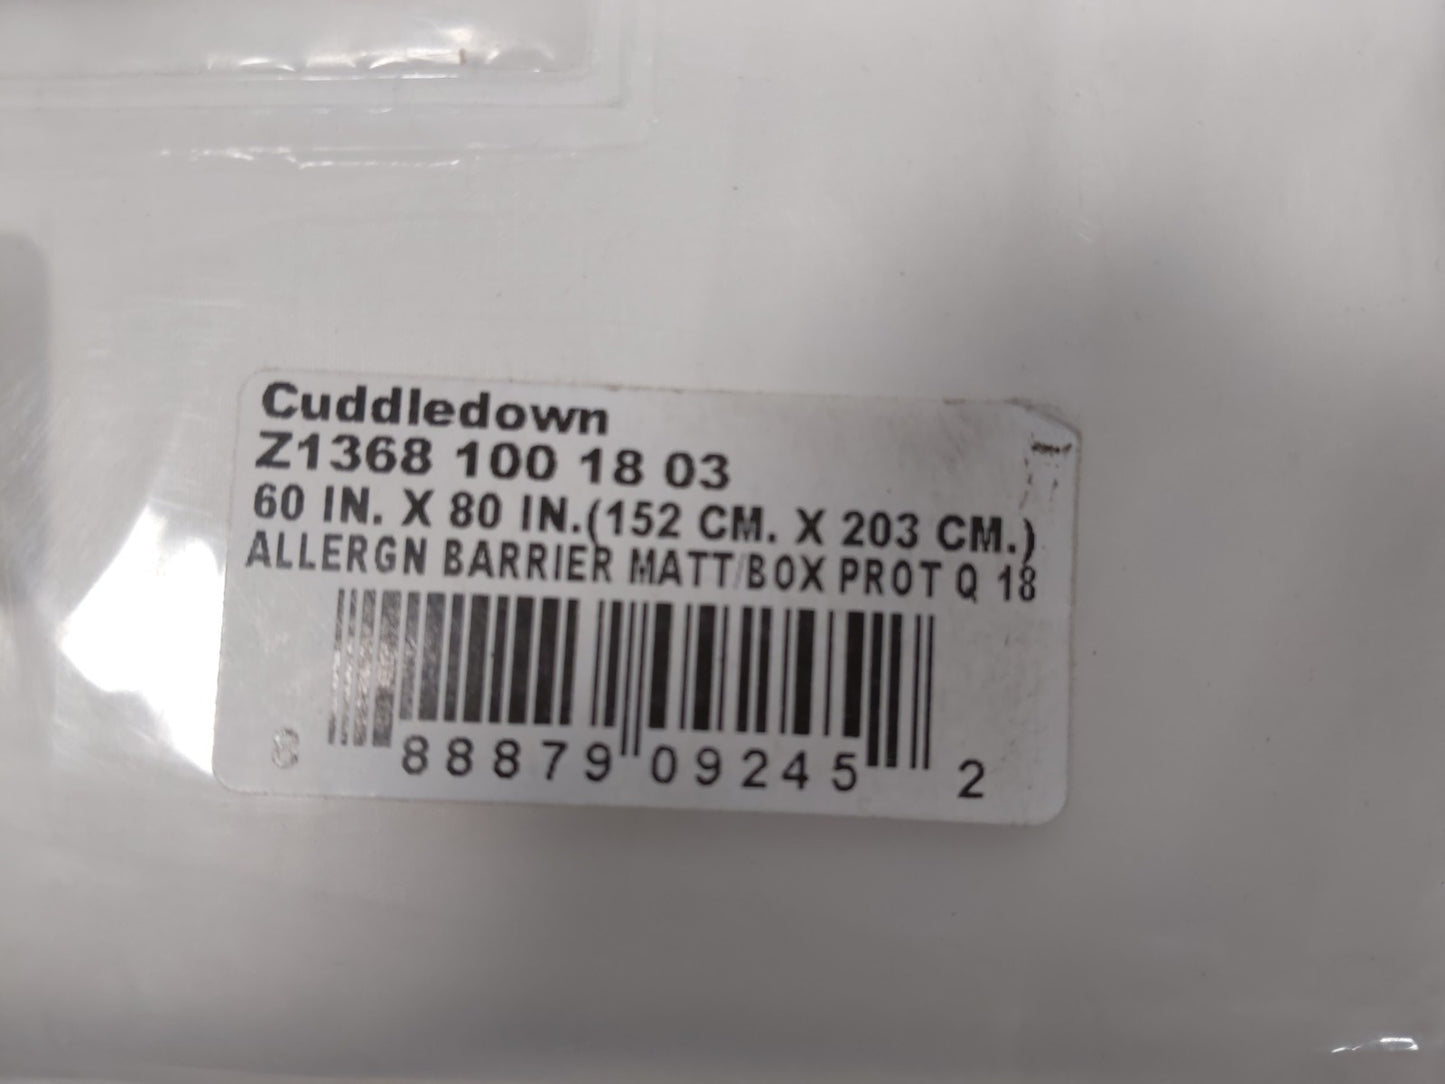 Cuddledown
Z1368 100 18 03
60 IN. X 80 IN.(152 CM. X 203 CM.)
ALLERGN BARRIER MATT/BOX PROT Q 18
8 88879 09245 2